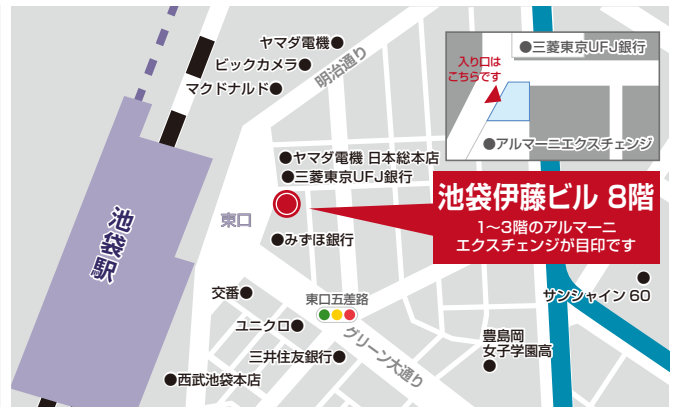 ヤマダ電機
ビックカメラ
マクドナルド
明治通り
三菱東京UFJ銀行
入り口は
こちらです
アルマーニエクスチェンジ
ヤマダ電機 日本総本店
三菱東京UFJ銀行
池袋伊藤ビル 8階
1〜3階のアルマーニ
エクスチェンジが目印です
東口
池袋駅
みずほ銀行
サンシャイン 60
交番
東口五差路
ユニクロ
グリーン大通り
豊島岡
女子学園高
三井住友銀行
西武池袋本店